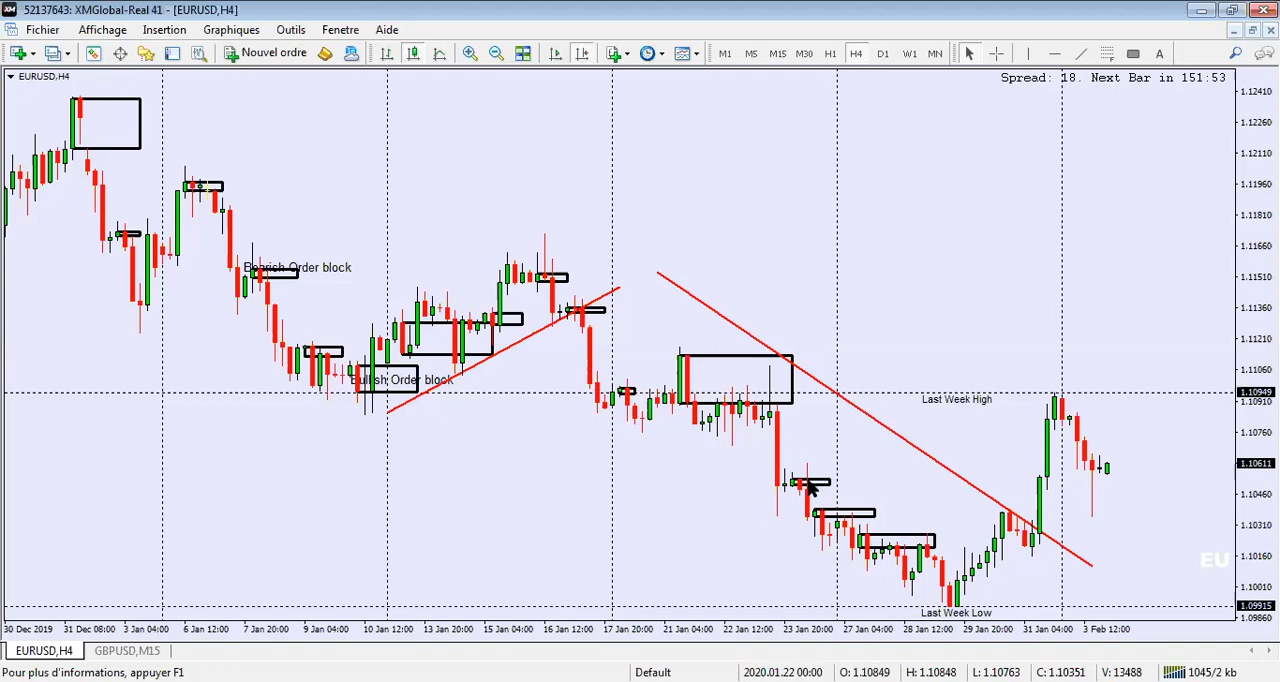 52137643: XMGlobal-Real 41 - [EURUSD,H4]
Fichier Affichage Insertion Graphiques Outils Fenetre Aide
Nouvel ordre M1 M5 M15 M30 H1 H4 D1 W1 MN A
EURUSD,H4
Spread: 18. Next Bar in 151:53
1.12410
1.12260
1.12110
1.11960
1.11810
1.11660
1.11510
1.11360
1.11210
1.11060
1.10949
1.10910
1.10760
1.10611
1.10460
1.10310
1.10160
1.10010
1.09915
1.09860
Bearish Order block
Bullish Order block
Last Week High
EU
Last Week Low
30 Dec 2019 31 Dec 08:00 3 Jan 04:00 6 Jan 12:00 7 Jan 20:00 9 Jan 04:00 10 Jan 12:00 13 Jan 20:00 15 Jan 04:00 16 Jan 12:00 17 Jan 20:00 21 Jan 04:00 22 Jan 12:00 23 Jan 20:00 27 Jan 04:00 28 Jan 12:00 29 Jan 20:00 31 Jan 04:00 3 Feb 12:00
EURUSD,H4 GBPUSD,M15
Pour plus d'informations, appuyer F1 Default 2020.01.22 00:00 O: 1.10849 H: 1.10848 L: 1.10763 C: 1.10351 V: 13488 1045/2 kb